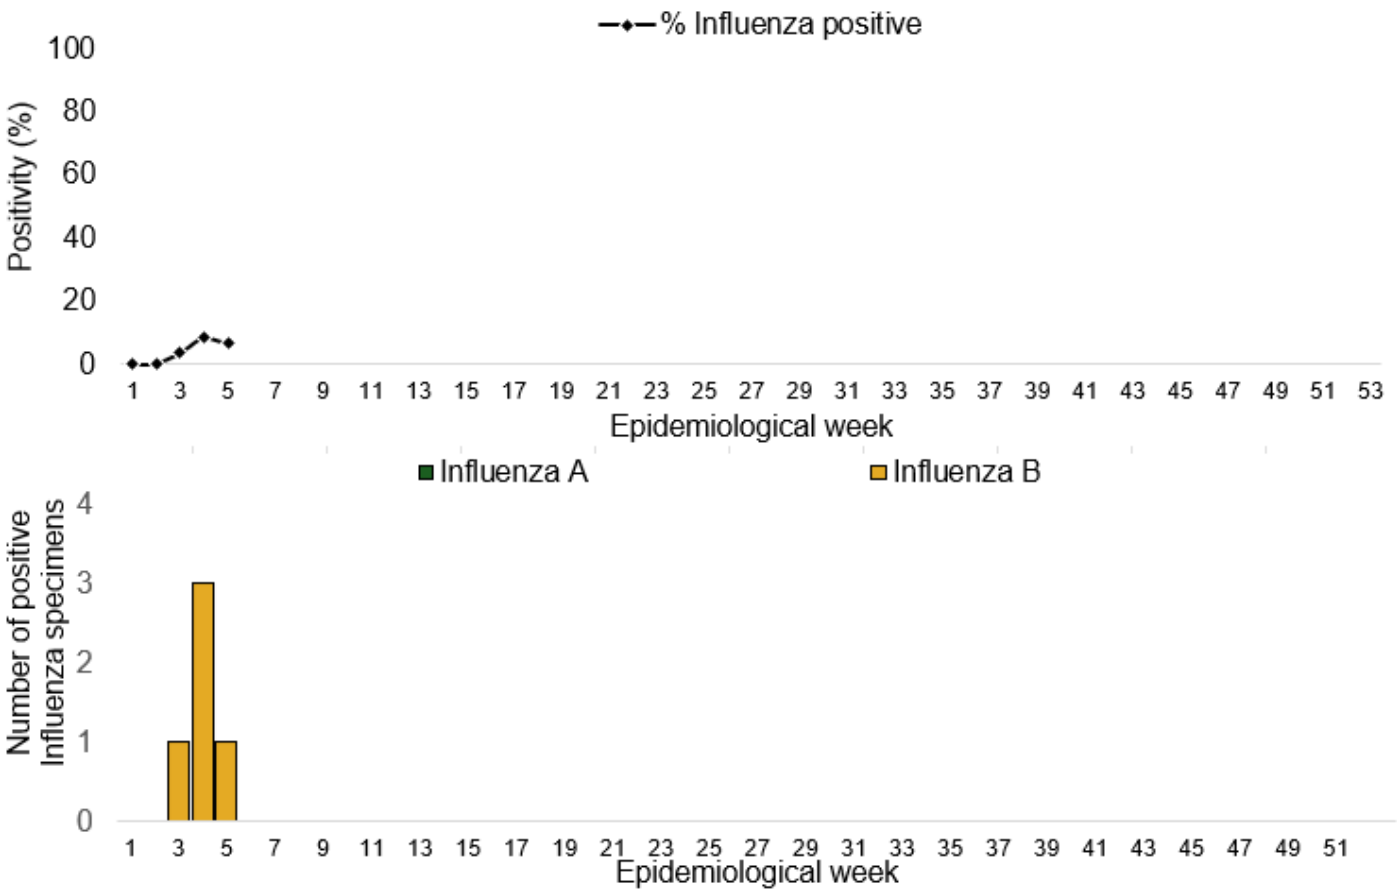 % Influenza positive
100
80
60
40
20
0
Positivity (%)
1 3 5 7 9 11 13 15 17 19 21 23 25 27 29 31 33 35 37 39 41 43 45 47 49 51 53
Epidemiological week
Influenza A Influenza B
4
3
2
1
0
Number of positive
Influenza specimens
1 3 5 7 9 11 13 15 17 19 21 23 25 27 29 31 33 35 37 39 41 43 45 47 49 51
Epidemiological week